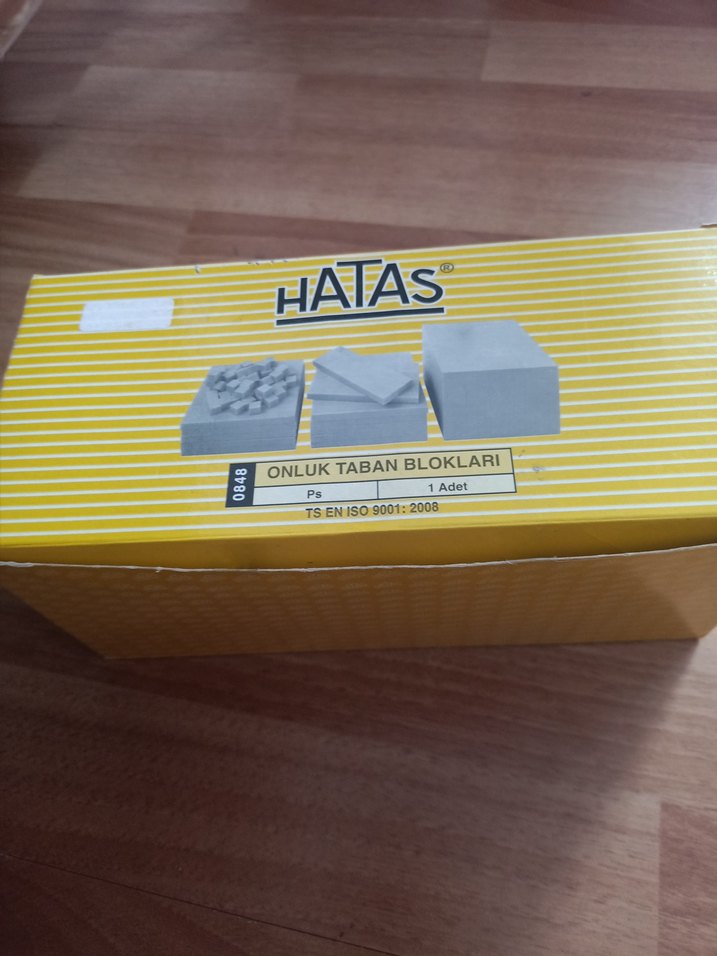 HATAS®
0848
ONLUK TABAN BLOKLARI
Ps 1 Adet
TS EN ISO 9001: 2008